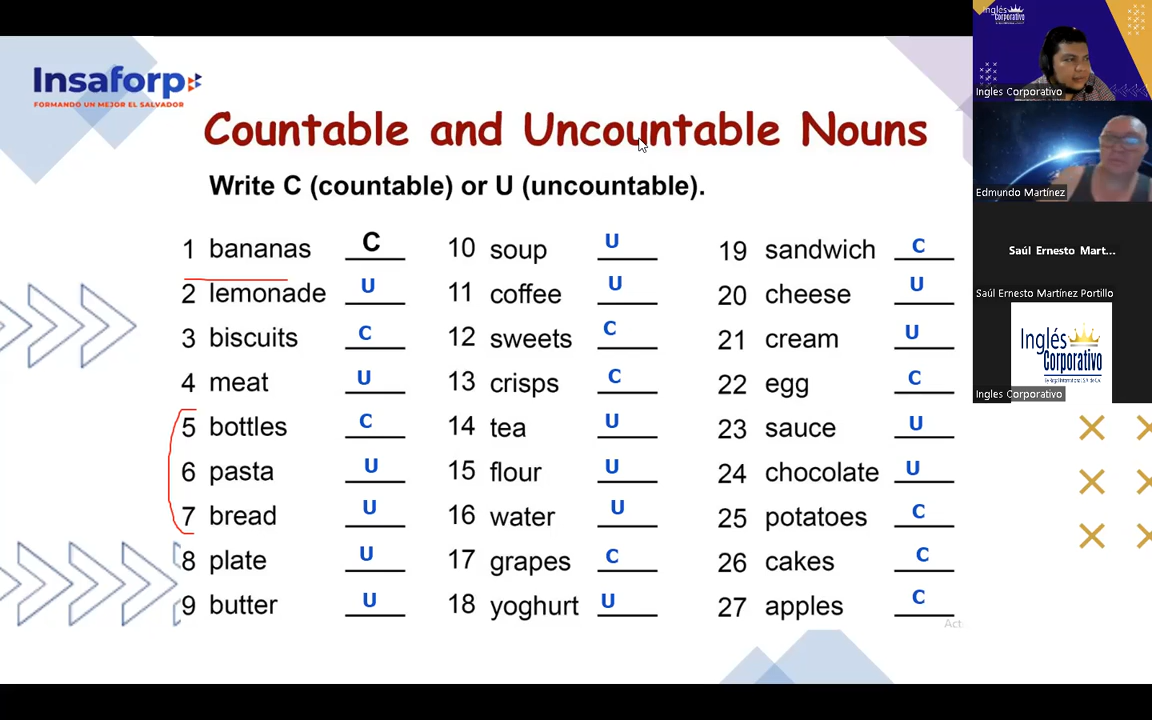 Insaforp
FORMANDO UN MEJOR EL SALVADOR
Countable and Uncountable Nouns
Write C (countable) or U (uncountable).
1 bananas C
2 lemonade U
3 biscuits C
4 meat U
5 bottles C
6 pasta U
7 bread U
8 plate U
9 butter U
10 soup U
11 coffee U
12 sweets C
13 crisps C
14 tea U
15 flour U
16 water U
17 grapes C
18 yoghurt U
19 sandwich C
20 cheese U
21 cream U
22 egg C
23 sauce U
24 chocolate U
25 potatoes C
26 cakes C
27 apples C
Act
Inglés
Corporativo
Ingles Corporativo
Edmundo Martínez
Saúl Ernesto Mart...
Saúl Ernesto Martínez Portillo
Inglés
Corporativo
Ingles Corporativo